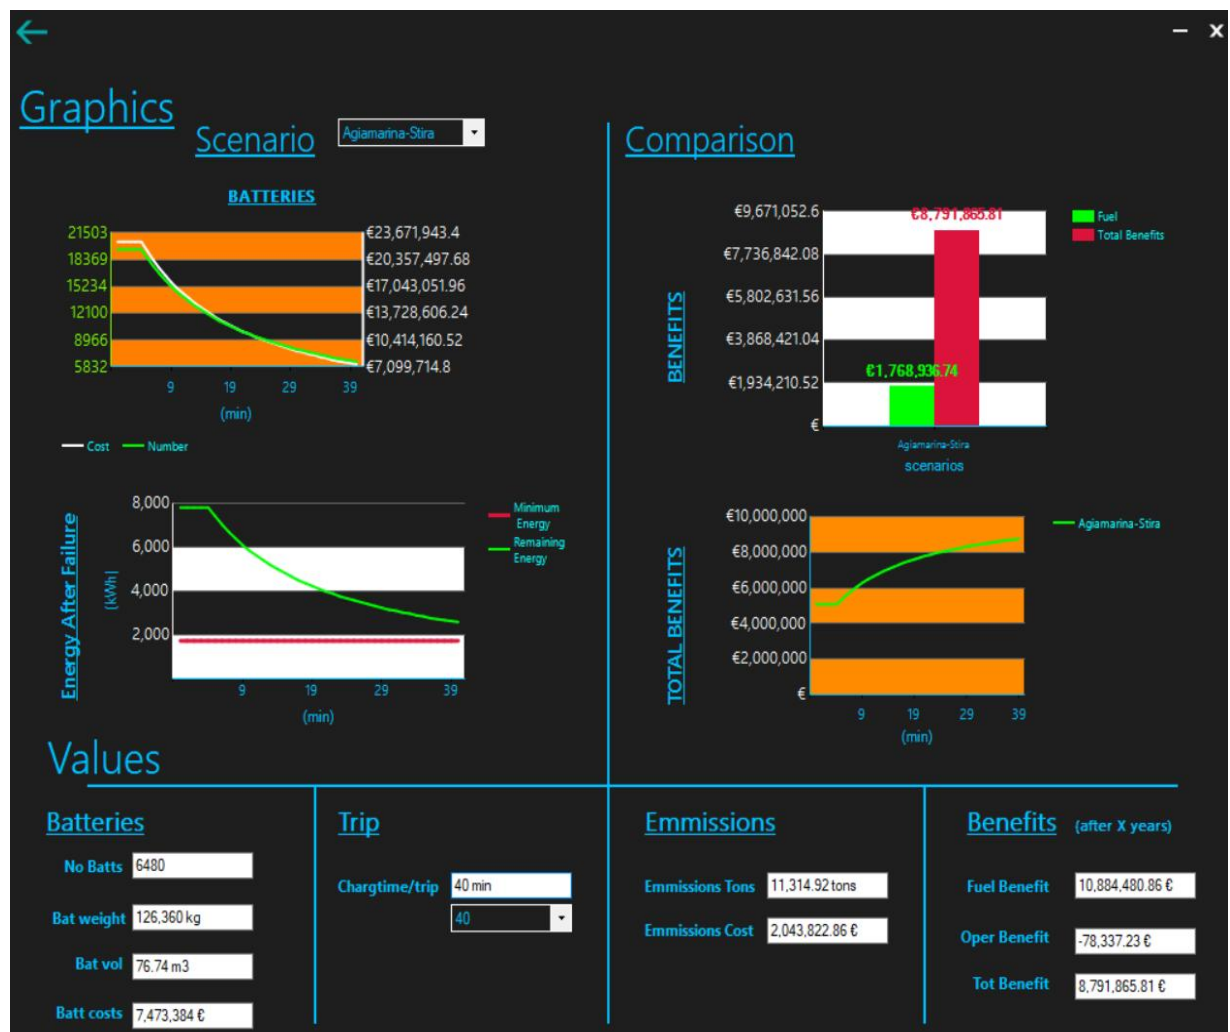 Graphics
Scenario
Agiamarina-Stira
BATTERIES
21503
18369
15234
12100
8966
5832
€23,671,943.4
€20,357,497.68
€17,043,051.96
€13,728,606.24
€10,414,160.52
€7,099,714.8
9 19 29 39
(min)
Cost Number
Energy After Failure
(kWh)
8,000
6,000
4,000
2,000
Minimum
Energy
Remaining
Energy
9 19 29 39
(min)
Comparison
BENEFITS
€9,671,052.6
€7,736,842.08
€5,802,631.56
€3,868,421.04
€1,934,210.52
€
€8,791,865.81
€1,768,936.74
Fuel
Total Benefits
Agiamarina-Stira
scenarios
TOTAL BENEFITS
€10,000,000
€8,000,000
€6,000,000
€4,000,000
€2,000,000
€
Agiamarina-Stira
9 19 29 39
(min)
Values
Batteries
No Batts 6480
Bat weight 126,360 kg
Bat vol 76.74 m3
Batt costs 7,473,384 €
Trip
Chargtime/trip 40 min
40
Emmissions
Emmissions Tons 11,314.92 tons
Emmissions Cost 2,043,822.86 €
Benefits (after X years)
Fuel Benefit 10,884,480.86 €
Oper Benefit -78,337.23 €
Tot Benefit 8,791,865.81 €